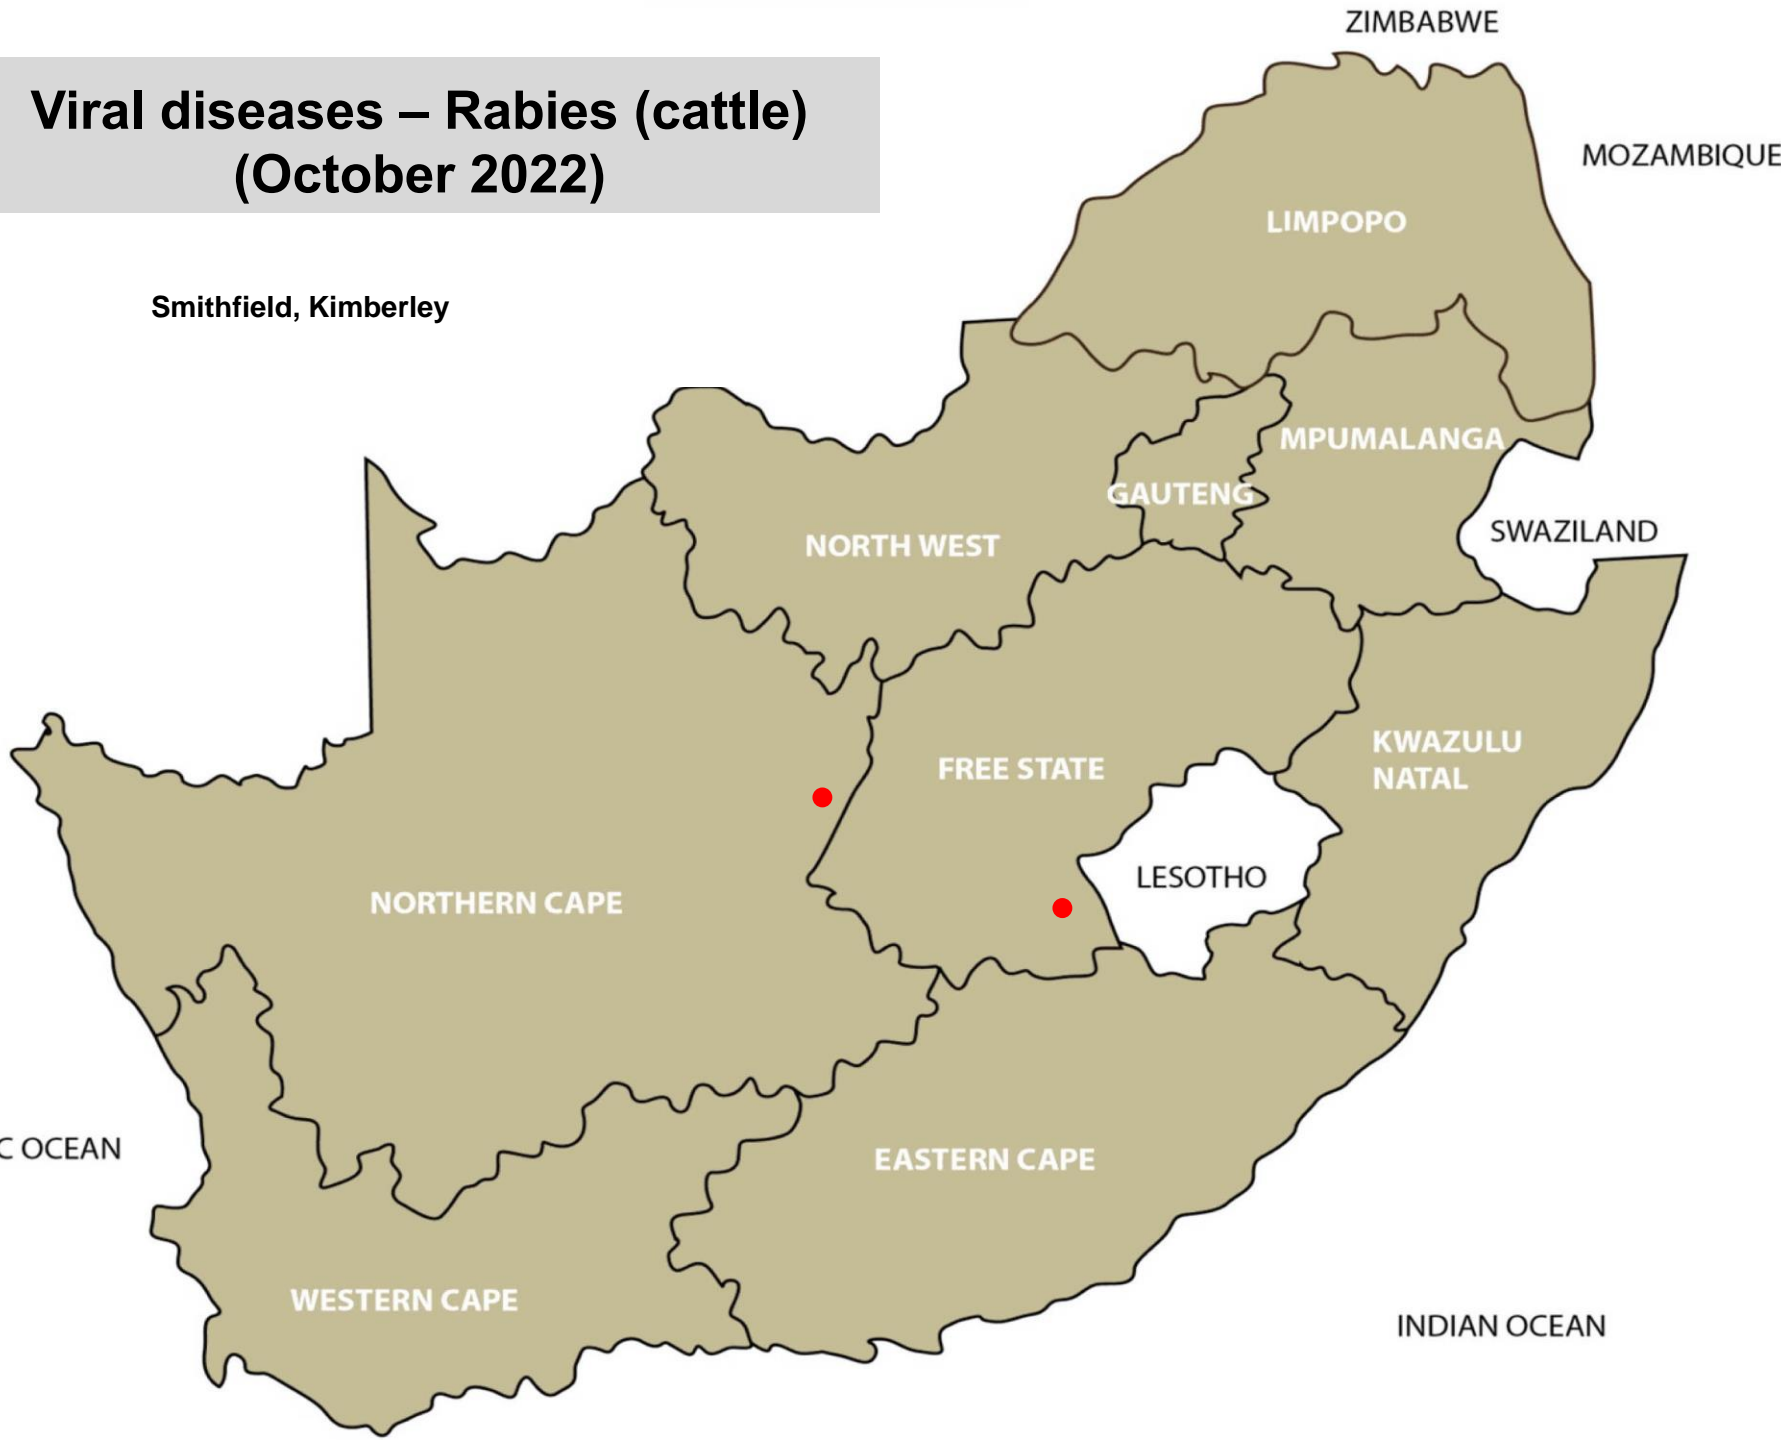 ZIMBABWE
Viral diseases – Rabies (cattle)
(October 2022)
MOZAMBIQUE
LIMPOPO
Smithfield, Kimberley
MPUMALANGA
GAUTENG
SWAZILAND
NORTH WEST
KWAZULU
NATAL
FREE STATE
LESOTHO
NORTHERN CAPE
C OCEAN
EASTERN CAPE
WESTERN CAPE
INDIAN OCEAN